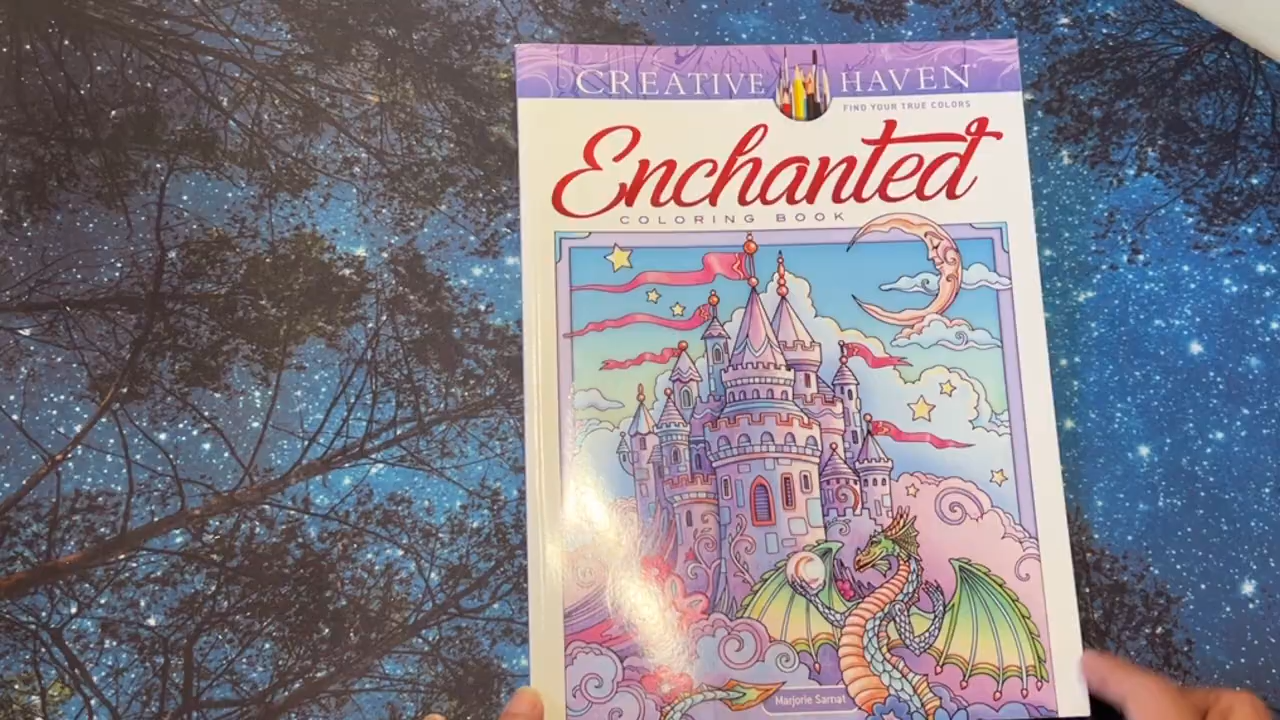 CREATIVE HAVEN
FIND YOUR TRUE COLORS
Enchanted
COLORING BOOK
Marjorie Sarnat